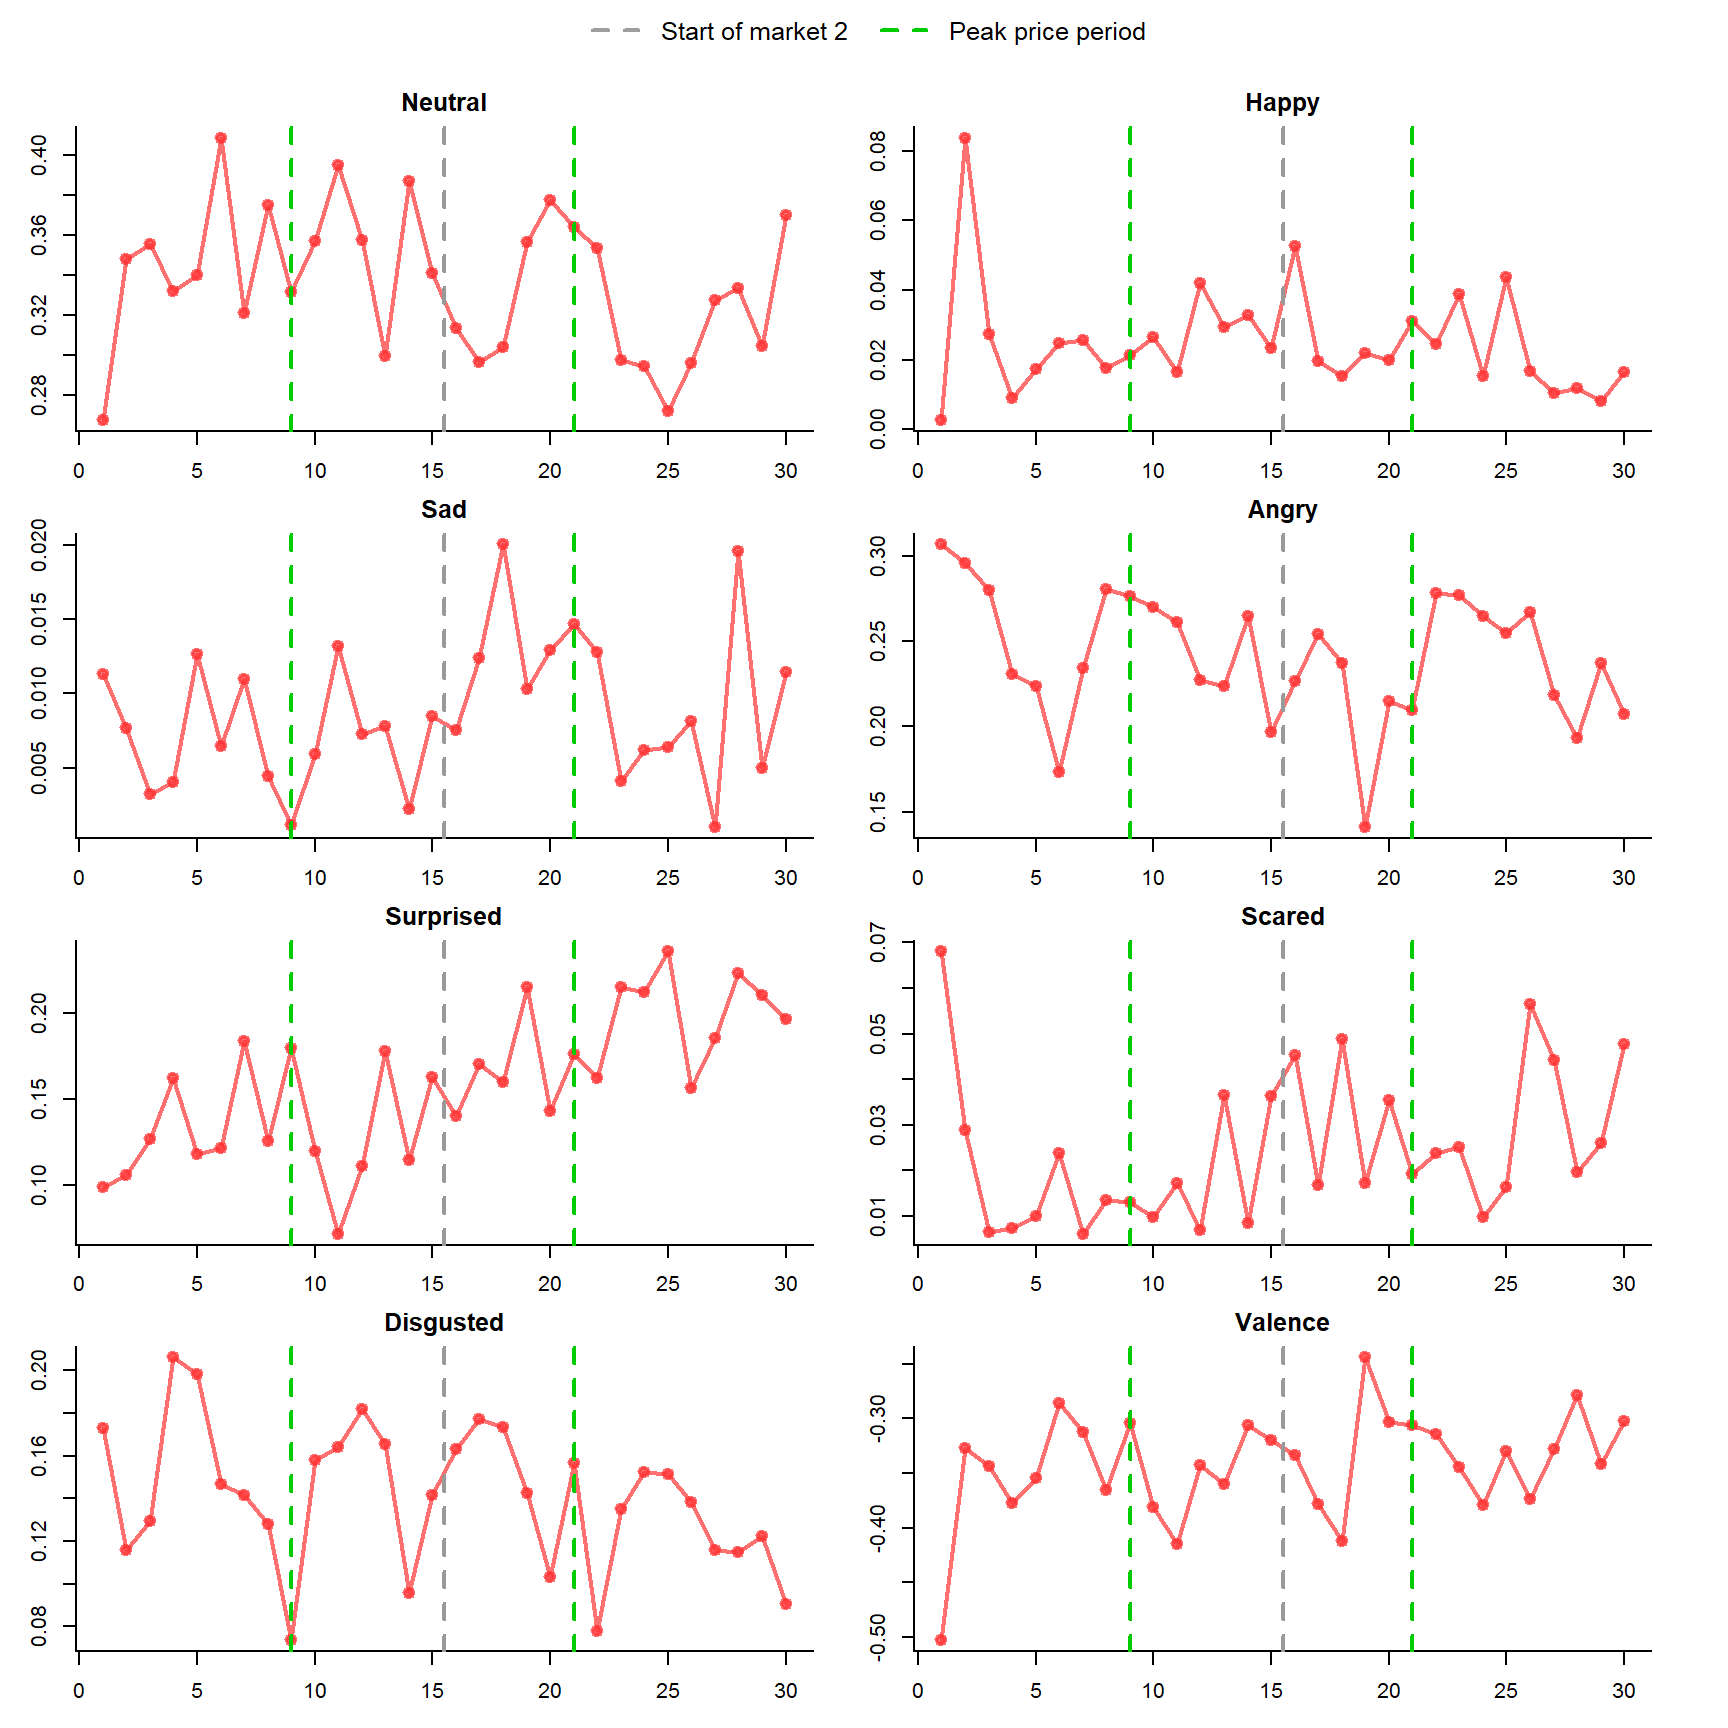 Start of market 2 Peak price period
Neutral
0.40
0.36
0.32
0.28
0 5 10 15 20 25 30
Happy
0.08
0.06
0.04
0.02
0.00
0 5 10 15 20 25 30
Sad
0.020
0.015
0.010
0.005
0 5 10 15 20 25 30
Angry
0.30
0.25
0.20
0.15
0 5 10 15 20 25 30
Surprised
0.20
0.15
0.10
0 5 10 15 20 25 30
Scared
0.07
0.05
0.03
0.01
0 5 10 15 20 25 30
Disgusted
0.20
0.16
0.12
0.08
0 5 10 15 20 25 30
Valence
-0.30
-0.40
-0.50
0 5 10 15 20 25 30